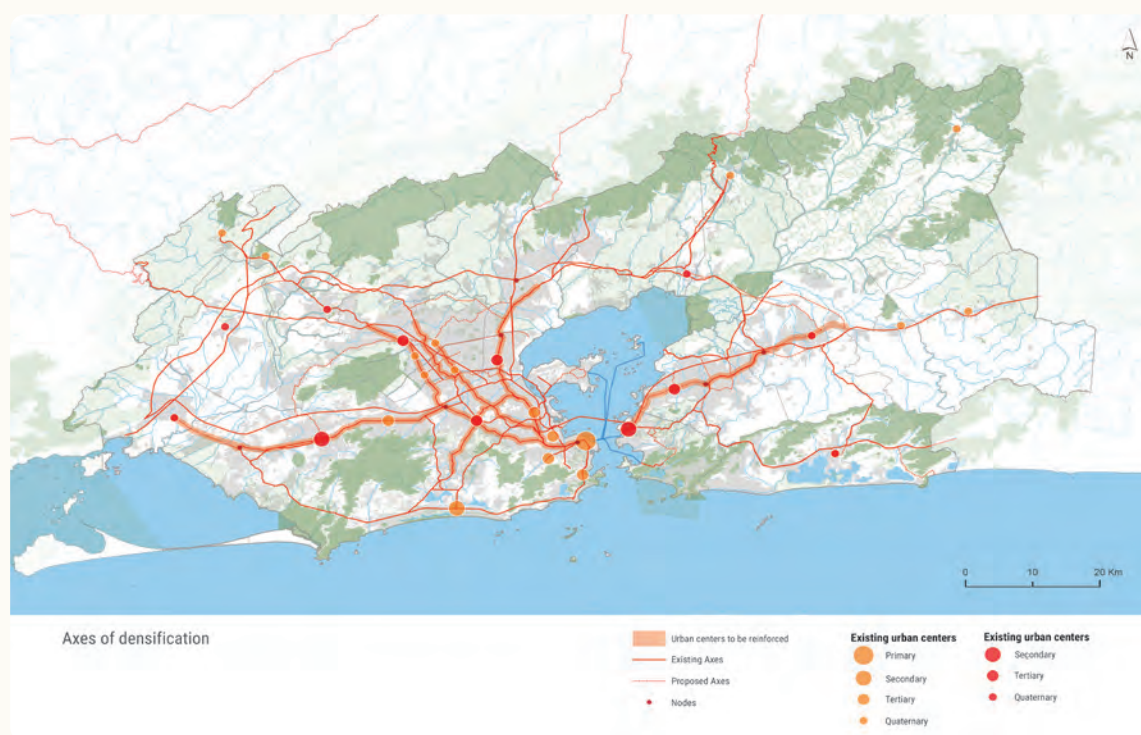 N
0
10
20 Km
Axes of densification
Urban centers to be reinforced
Existing Axes
Proposed Axes
Nodes
Existing urban centers
Primary
Secondary
Tertiary
Quaternary
Existing urban centers
Secondary
Tertiary
Quaternary